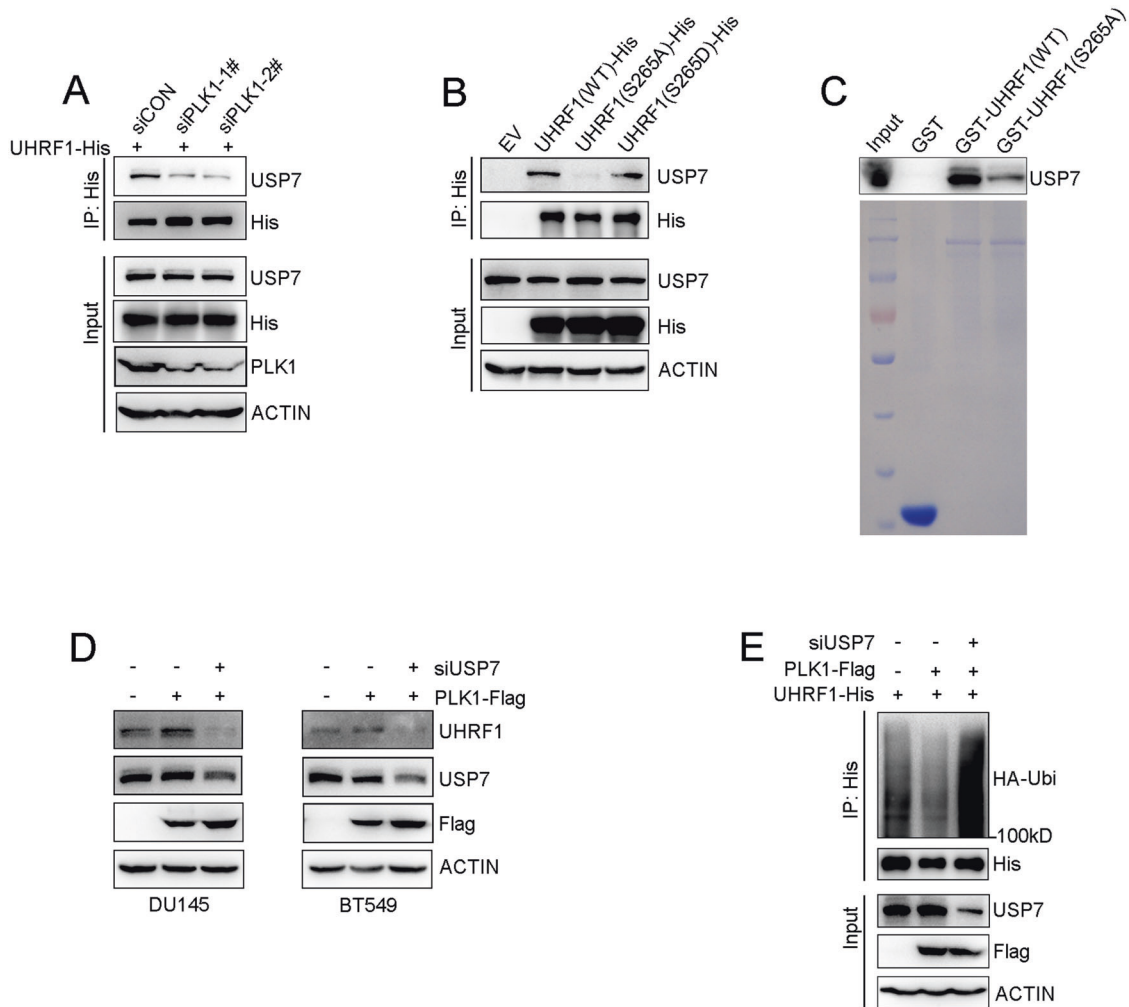 A
siCON
siPLK1-1#
siPLK1-2#
UHRF1-His + + +
IP: His
USP7
His
Input
USP7
His
PLK1
ACTIN
B
EV
UHRF1(WT)-His
UHRF1(S265A)-His
UHRF1(S265D)-His
IP: His
USP7
His
Input
USP7
His
ACTIN
C
Input
GST
GST-UHRF1(WT)
GST-UHRF1(S265A)
USP7
D
- - + - - + siUSP7
- + + - + + PLK1-Flag
UHRF1
USP7
Flag
ACTIN
DU145 BT549
E
siUSP7 - - +
PLK1-Flag - + +
UHRF1-His + + +
IP: His
HA-Ubi
100kD
His
Input
USP7
Flag
ACTIN